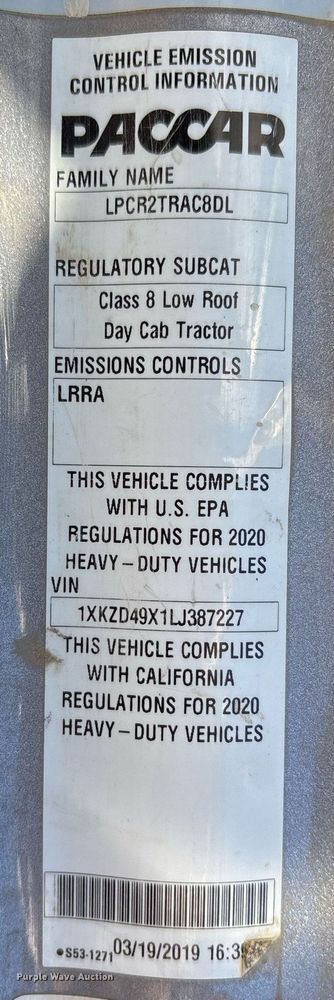 VEHICLE EMISSION
CONTROL INFORMATION
PACCAR
FAMILY NAME
LPCR2TRAC8DL
REGULATORY SUBCAT
Class 8 Low Roof
Day Cab Tractor
EMISSIONS CONTROLS
LRRA
THIS VEHICLE COMPLIES
WITH U.S. EPA
REGULATIONS FOR 2020
HEAVY–DUTY VEHICLES
VIN
1XKZD49X1LJ387227
THIS VEHICLE COMPLIES
WITH CALIFORNIA
REGULATIONS FOR 2020
HEAVY–DUTY VEHICLES
●S53-1271 03/19/2019
Purple Wave Auction